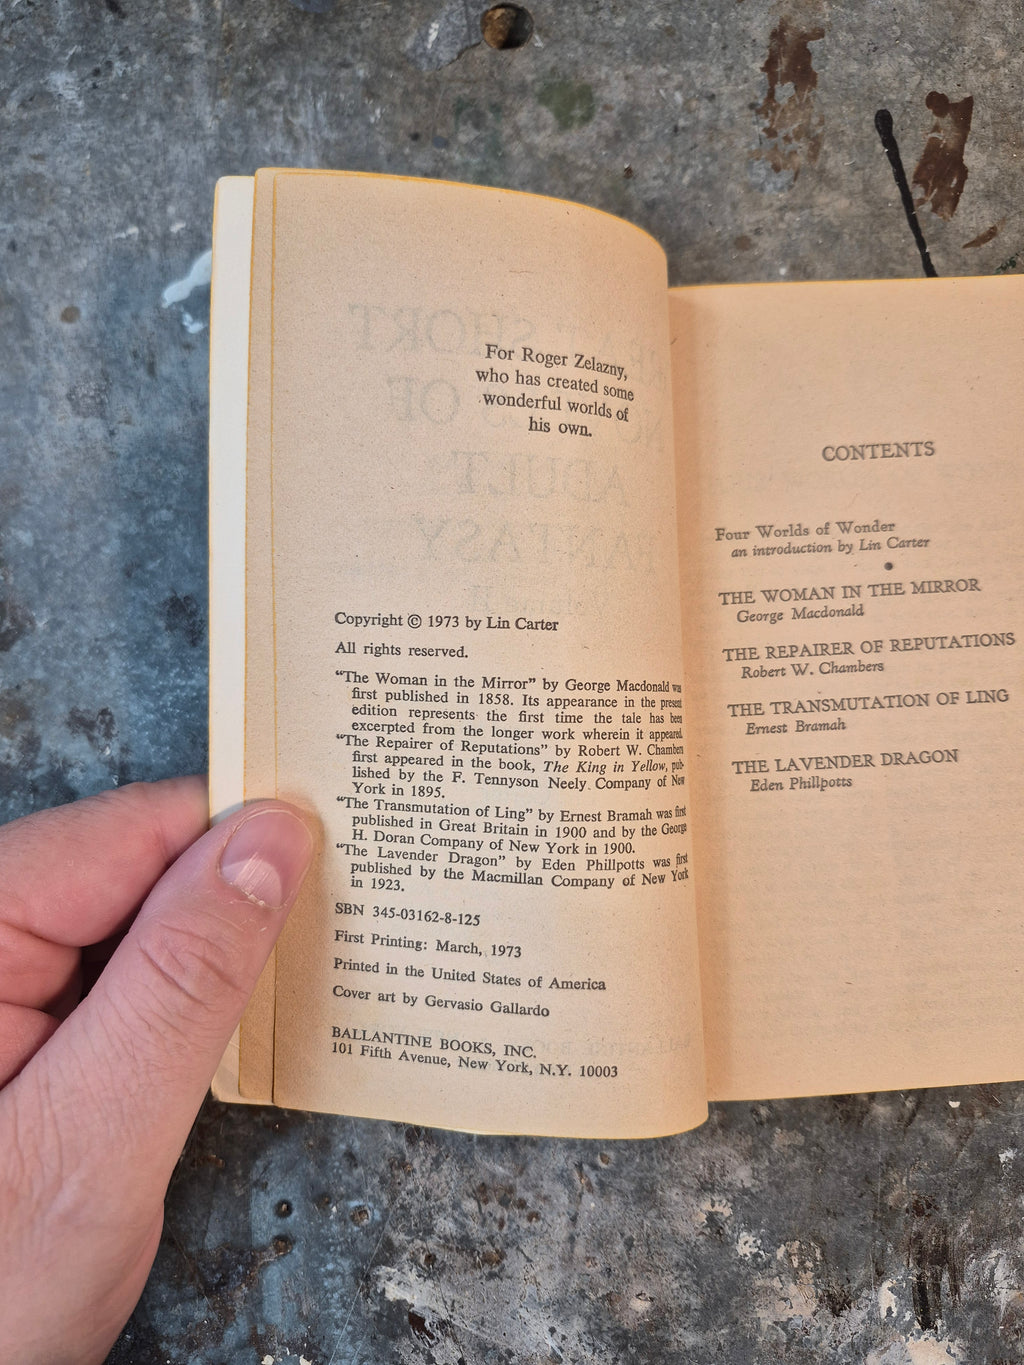 For Roger Zelazny,
who has created some
wonderful worlds of
his own.
Copyright © 1973 by Lin Carter
All rights reserved.
“The Woman in the Mirror” by George Macdonald was
first published in 1858. Its appearance in the present
edition represents the first time the tale has been
excerpted from the longer work wherein it appeared.
“The Repairer of Reputations” by Robert W. Chambers
first appeared in the book, The King in Yellow, pub-
lished by the F. Tennyson Neely Company of New
York in 1895.
“The Transmutation of Ling” by Ernest Bramah was first
published in Great Britain in 1900 and by the George
H. Doran Company of New York in 1900.
“The Lavender Dragon” by Eden Phillpotts was first
published by the Macmillan Company of New York
in 1923.
SBN 345-03162-8-125
First Printing: March, 1973
Printed in the United States of America
Cover art by Gervasio Gallardo
BALLANTINE BOOKS, INC.
101 Fifth Avenue, New York, N.Y. 10003
CONTENTS
Four Worlds of Wonder
an introduction by Lin Carter
THE WOMAN IN THE MIRROR
George Macdonald
THE REPAIRER OF REPUTATIONS
Robert W. Chambers
THE TRANSMUTATION OF LING
Ernest Bramah
THE LAVENDER DRAGON
Eden Phillpotts